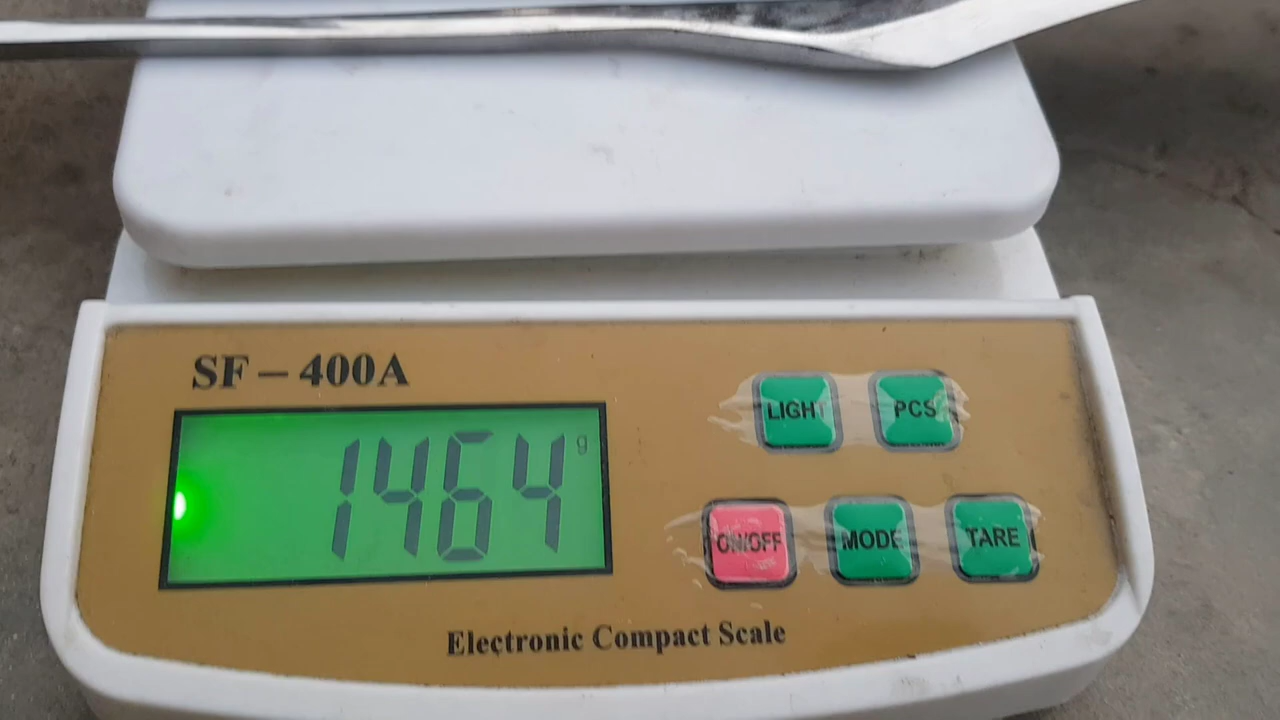 SF – 400A
LIGHT PCS
1464 g
ON/OFF MODE TARE
Electronic Compact Scale